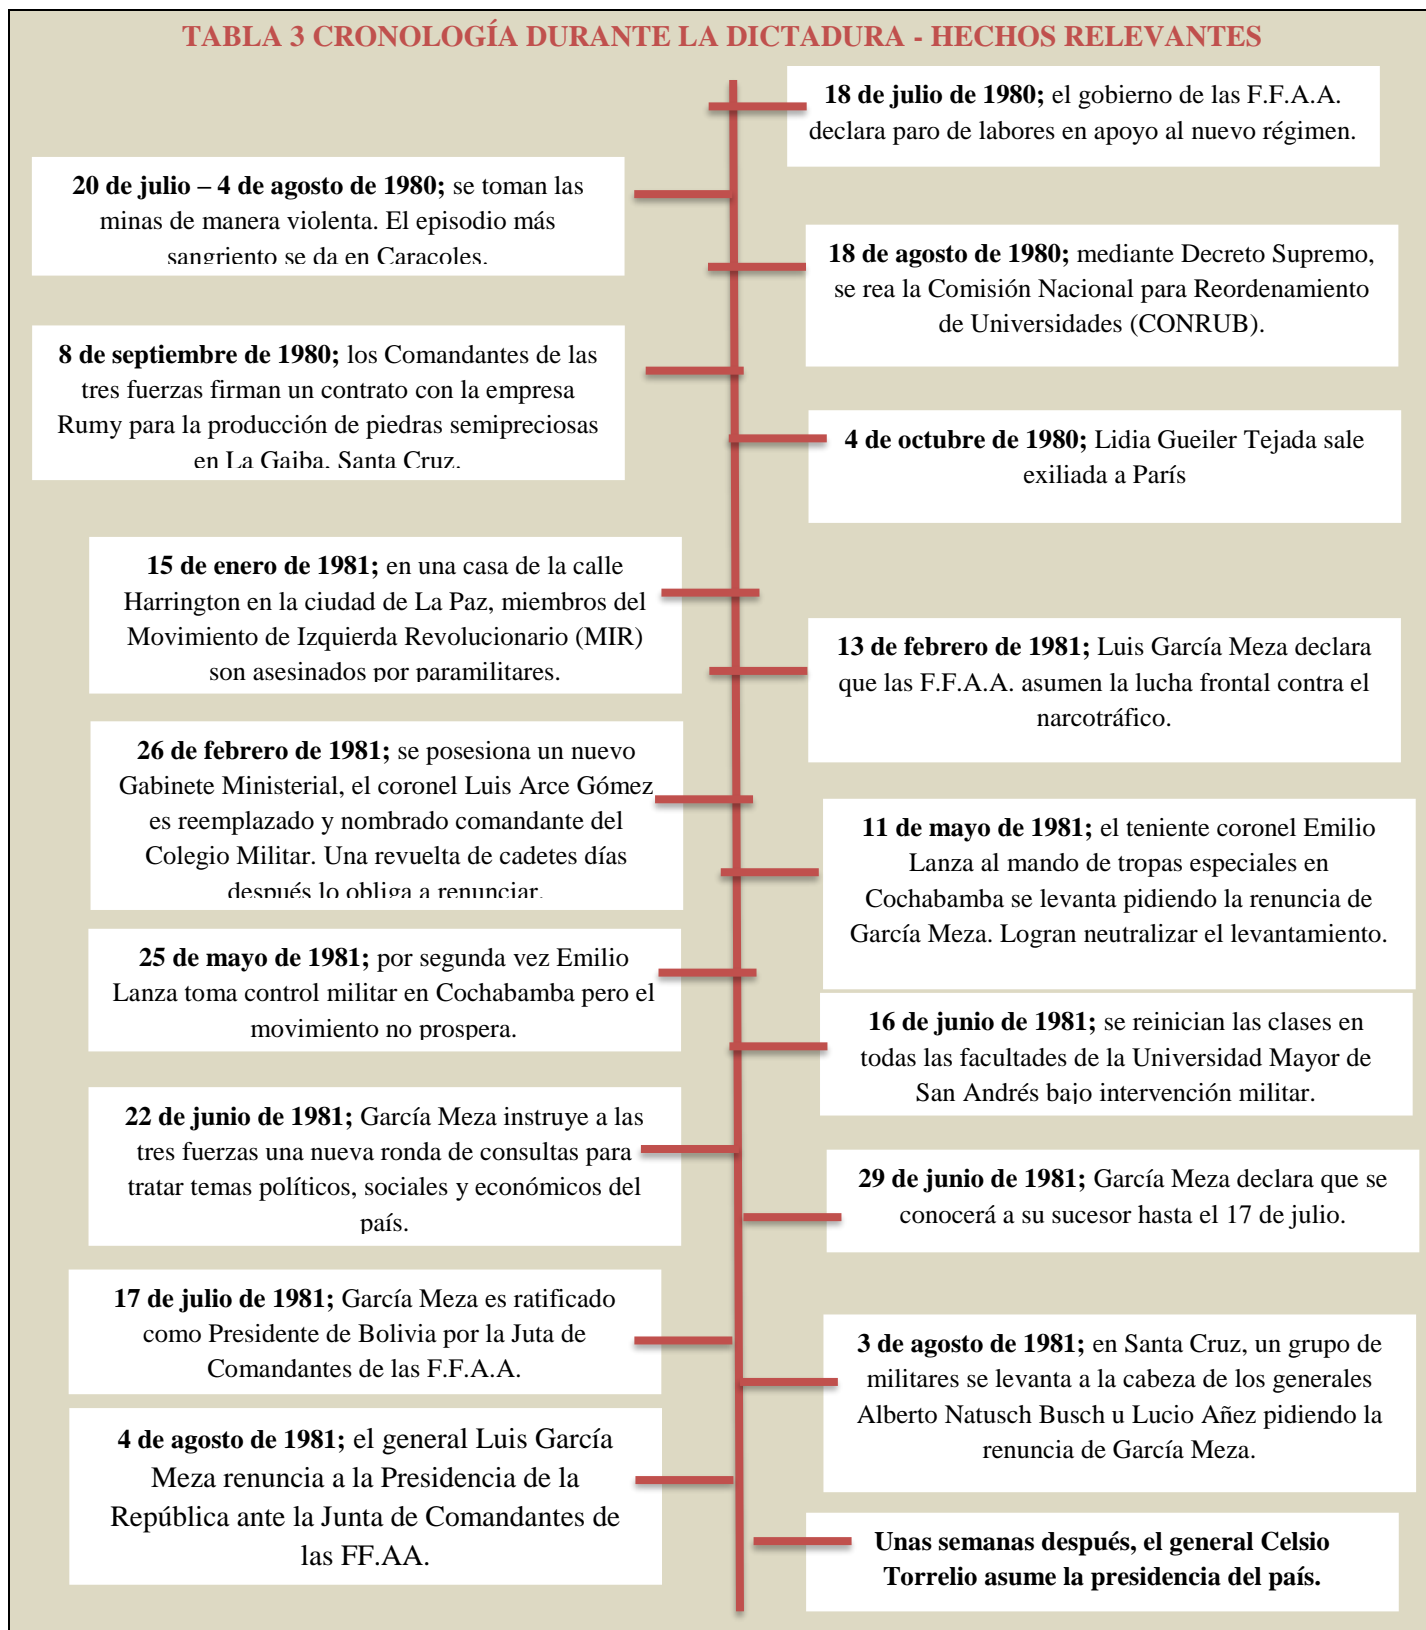 TABLA 3 CRONOLOGÍA DURANTE LA DICTADURA - HECHOS RELEVANTES
18 de julio de 1980; el gobierno de las F.F.A.A.
declara paro de labores en apoyo al nuevo régimen.
20 de julio – 4 de agosto de 1980; se toman las
minas de manera violenta. El episodio más
sangriento se da en Caracoles.
18 de agosto de 1980; mediante Decreto Supremo,
se rea la Comisión Nacional para Reordenamiento
de Universidades (CONRUB).
8 de septiembre de 1980; los Comandantes de las
tres fuerzas firman un contrato con la empresa
Rumy para la producción de piedras semipreciosas
en La Gaiba, Santa Cruz.
4 de octubre de 1980; Lidia Gueiler Tejada sale
exiliada a París
15 de enero de 1981; en una casa de la calle
Harrington en la ciudad de La Paz, miembros del
Movimiento de Izquierda Revolucionario (MIR)
son asesinados por paramilitares.
13 de febrero de 1981; Luis García Meza declara
que las F.F.A.A. asumen la lucha frontal contra el
narcotráfico.
26 de febrero de 1981; se posesiona un nuevo
Gabinete Ministerial, el coronel Luis Arce Gómez
es reemplazado y nombrado comandante del
Colegio Militar. Una revuelta de cadetes días
después lo obliga a renunciar.
11 de mayo de 1981; el teniente coronel Emilio
Lanza al mando de tropas especiales en
Cochabamba se levanta pidiendo la renuncia de
García Meza. Logran neutralizar el levantamiento.
25 de mayo de 1981; por segunda vez Emilio
Lanza toma control militar en Cochabamba pero el
movimiento no prospera.
16 de junio de 1981; se reinician las clases en
todas las facultades de la Universidad Mayor de
San Andrés bajo intervención militar.
22 de junio de 1981; García Meza instruye a las
tres fuerzas una nueva ronda de consultas para
tratar temas políticos, sociales y económicos del
país.
29 de junio de 1981; García Meza declara que se
conocerá a su sucesor hasta el 17 de julio.
17 de julio de 1981; García Meza es ratificado
como Presidente de Bolivia por la Juta de
Comandantes de las F.F.A.A.
3 de agosto de 1981; en Santa Cruz, un grupo de
militares se levanta a la cabeza de los generales
Alberto Natusch Busch u Lucio Añez pidiendo la
renuncia de García Meza.
4 de agosto de 1981; el general Luis García
Meza renuncia a la Presidencia de la
República ante la Junta de Comandantes de
las FF.AA.
Unas semanas después, el general Celsio
Torrelio asume la presidencia del país.